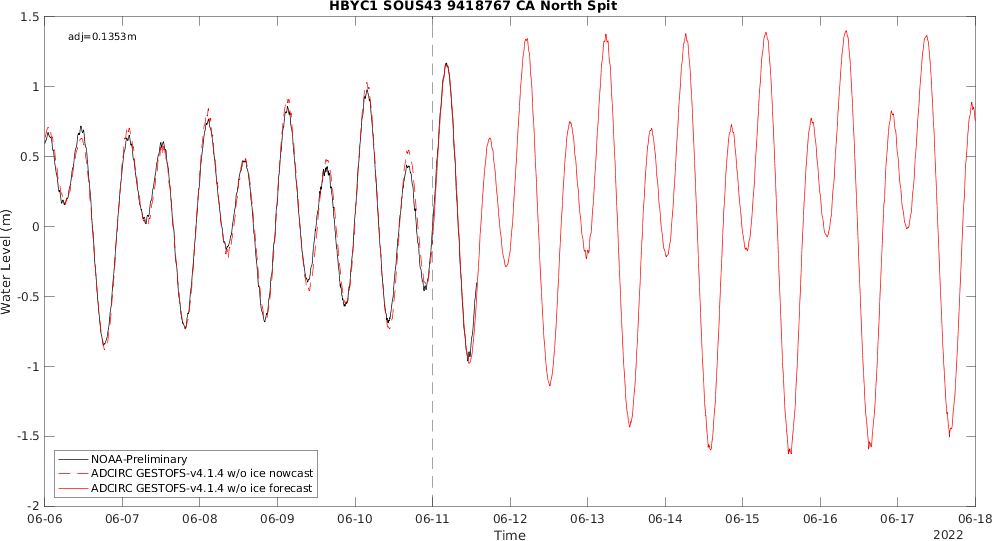 HBYC1 SOUS43 9418767 CA North Spit
adj=0.1353m
1.5
1
0.5
0
-0.5
-1
-1.5
-2
Water Level (m)
NOAA-Preliminary
ADCIRC GESTOFS-v4.1.4 w/o ice nowcast
ADCIRC GESTOFS-v4.1.4 w/o ice forecast
06-06 06-07 06-08 06-09 06-10 06-11 06-12 06-13 06-14 06-15 06-16 06-17 06-18
Time
2022